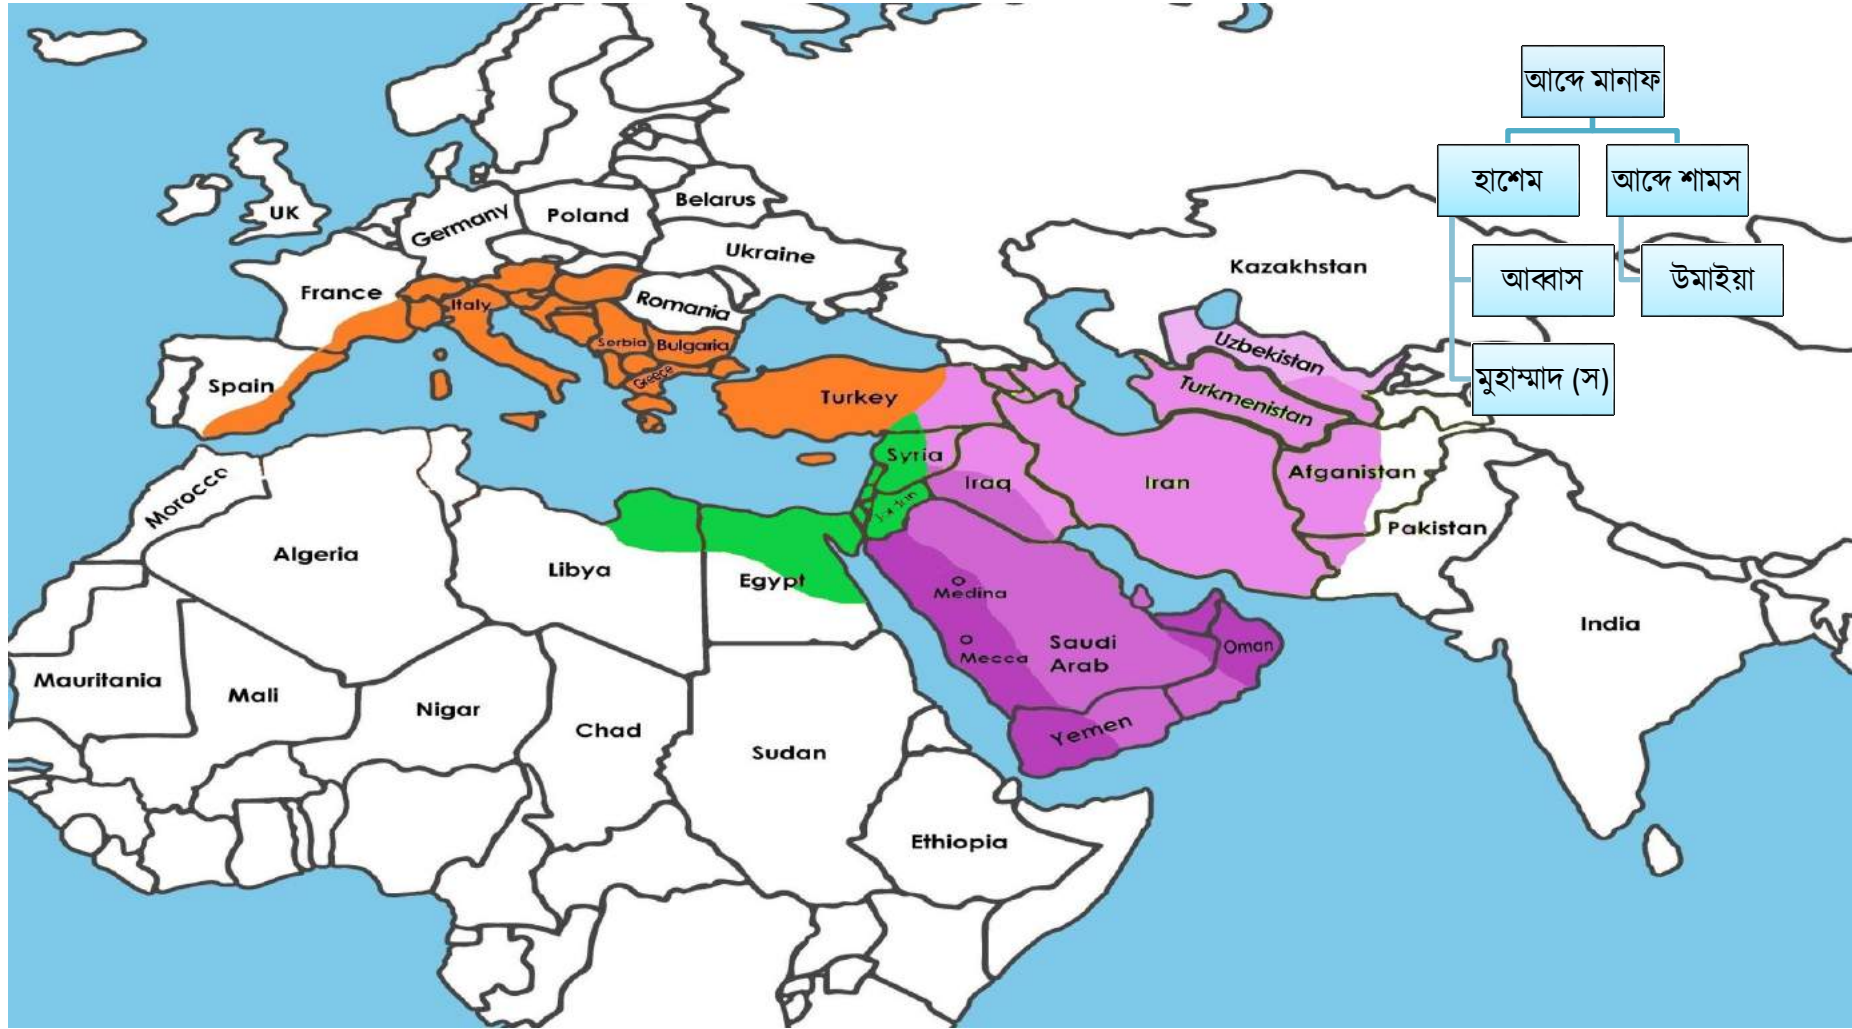 আব্দে মানাফ
হাশেম
আব্দে শামস
আব্বাস
উমাইয়া
মুহাম্মাদ (স)
UK
Germany
Poland
Belarus
Ukraine
France
Italy
Romania
Serbia
Bulgaria
Greece
Spain
Turkey
Kazakhstan
Uzbekistan
Turkmenistan
Syria
Iraq
Iran
Afganistan
Pakistan
India
Morocco
Algeria
Libya
Egypt
Medina
Mecca
Saudi
Arab
Oman
Yemen
Mauritania
Mali
Nigar
Chad
Sudan
Ethiopia